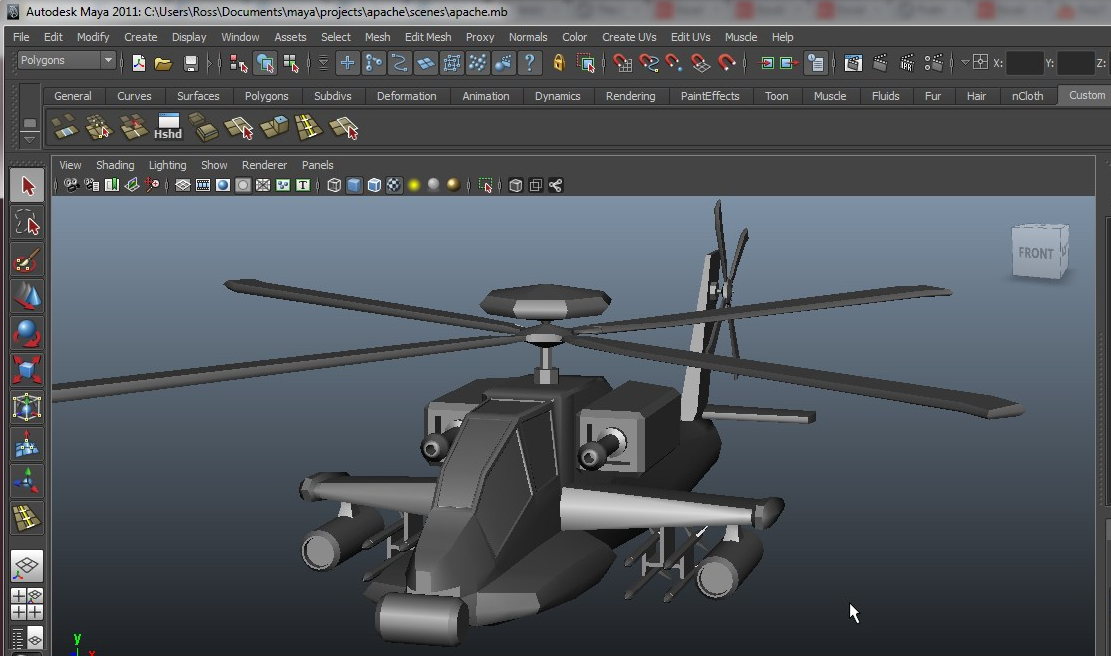 Autodesk Maya 2011: C:\Users\Ross\Documents\maya\projects\apache\scenes\apache.mb
File Edit Modify Create Display Window Assets Select Mesh Edit Mesh Proxy Normals Color Create UVs Edit UVs Muscle Help
Polygons ? X: Y: Z:
General Curves Surfaces Polygons Subdivs Deformation Animation Dynamics Rendering PaintEffects Toon Muscle Fluids Fur Hair nCloth Custom
Hshd
View Shading Lighting Show Renderer Panels
T
FRONT
y
x